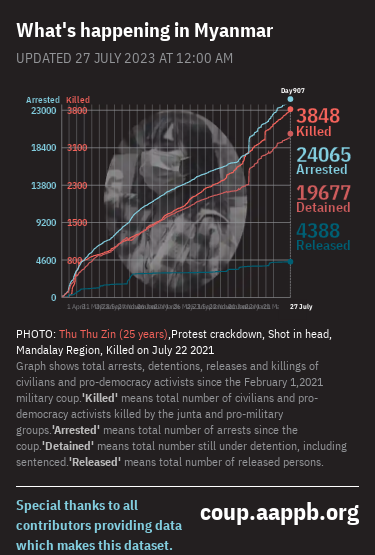 What's happening in Myanmar
UPDATED 27 JULY 2023 AT 12:00 AM
Day907
Arrested Killed
23000 3800
18400 3100
13800 2300
9200 1500
4600 800
0
3848
Killed
24065
Arrested
19677
Detained
4388
Released
27 July
PHOTO: Thu Thu Zin (25 years),Protest crackdown, Shot in head,
Mandalay Region, Killed on July 22 2021
Graph shows total arrests, detentions, releases and killings of
civilians and pro-democracy activists since the February 1,2021
military coup.'Killed' means total number of civilians and pro-
democracy activists killed by the junta and pro-military
groups.'Arrested' means total number of arrests since the
coup.'Detained' means total number still under detention, including
sentenced.'Released' means total number of released persons.
Special thanks to all
contributors providing data
which makes this dataset.
coup.aappb.org